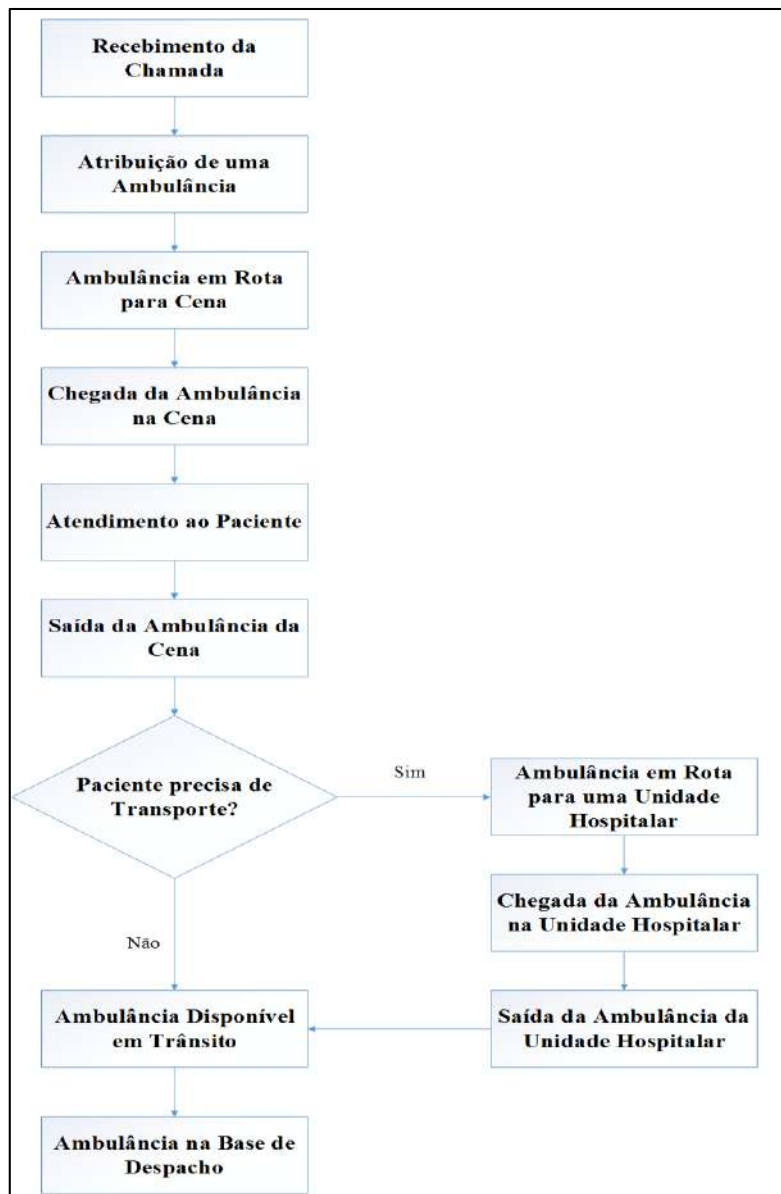 Recebimento da
Chamada
Atribuição de uma
Ambulância
Ambulância em Rota
para Cena
Chegada da Ambulância
na Cena
Atendimento ao Paciente
Saída da Ambulância da
Cena
Paciente precisa de
Transporte?
Sim
Ambulância em Rota
para uma Unidade
Hospitalar
Chegada da Ambulância
na Unidade Hospitalar
Saída da Ambulância da
Unidade Hospitalar
Não
Ambulância Disponível
em Trânsito
Ambulância na Base de
Despacho